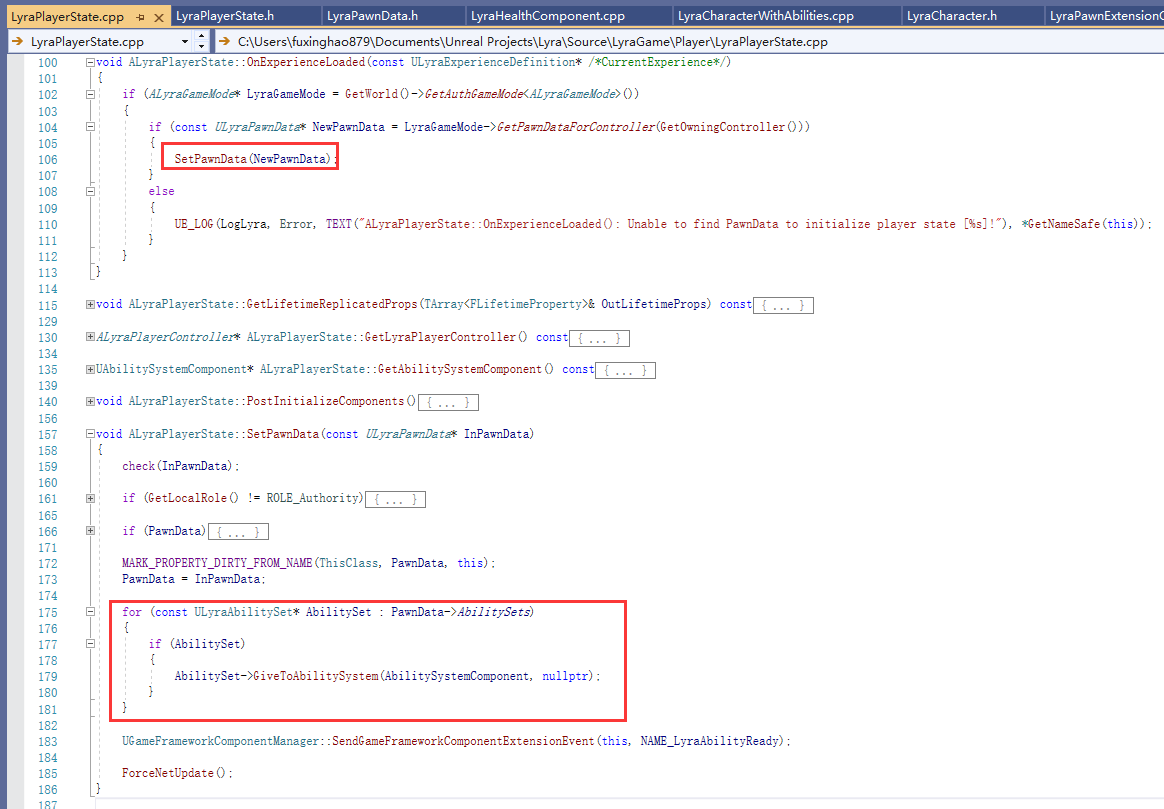 LyraPlayerState.cpp LyraPlayerState.h LyraPawnData.h LyraHealthComponent.cpp LyraCharacterWithAbilities.cpp LyraCharacter.h LyraPawnExtensionC
LyraPlayerState.cpp C:\Users\fuxinghao879\Documents\Unreal Projects\Lyra\Source\LyraGame\Player\LyraPlayerState.cpp
100 void ALyraPlayerState::OnExperienceLoaded(const ULyraExperienceDefinition* /*CurrentExperience*/)
101 {
102 if (ALyraGameMode* LyraGameMode = GetWorld()->GetAuthGameMode<ALyraGameMode>())
103 {
104 if (const ULyraPawnData* NewPawnData = LyraGameMode->GetPawnDataForController(GetOwningController()))
105 {
106 SetPawnData(NewPawnData);
107 }
108 else
109 {
110 UE_LOG(LogLyra, Error, TEXT("ALyraPlayerState::OnExperienceLoaded(): Unable to find PawnData to initialize player state [%s]!"), *GetNameSafe(this));
111 }
112 }
113 }
114
115 void ALyraPlayerState::GetLifetimeReplicatedProps(TArray<FLifetimeProperty>& OutLifetimeProps) const { ... }
129
130 ALyraPlayerController* ALyraPlayerState::GetLyraPlayerController() const { ... }
134
135 UAbilitySystemComponent* ALyraPlayerState::GetAbilitySystemComponent() const { ... }
139
140 void ALyraPlayerState::PostInitializeComponents() { ... }
156
157 void ALyraPlayerState::SetPawnData(const ULyraPawnData* InPawnData)
158 {
159 check(InPawnData);
160
161 if (GetLocalRole() != ROLE_Authority) { ... }
165
166 if (PawnData) { ... }
171
172 MARK_PROPERTY_DIRTY_FROM_NAME(ThisClass, PawnData, this);
173 PawnData = InPawnData;
174
175 for (const ULyraAbilitySet* AbilitySet : PawnData->AbilitySets)
176 {
177 if (AbilitySet)
178 {
179 AbilitySet->GiveToAbilitySystem(AbilitySystemComponent, nullptr);
180 }
181 }
182
183 UGameFrameworkComponentManager::SendGameFrameworkComponentExtensionEvent(this, NAME_LyraAbilityReady);
184
185 ForceNetUpdate();
186 }
187